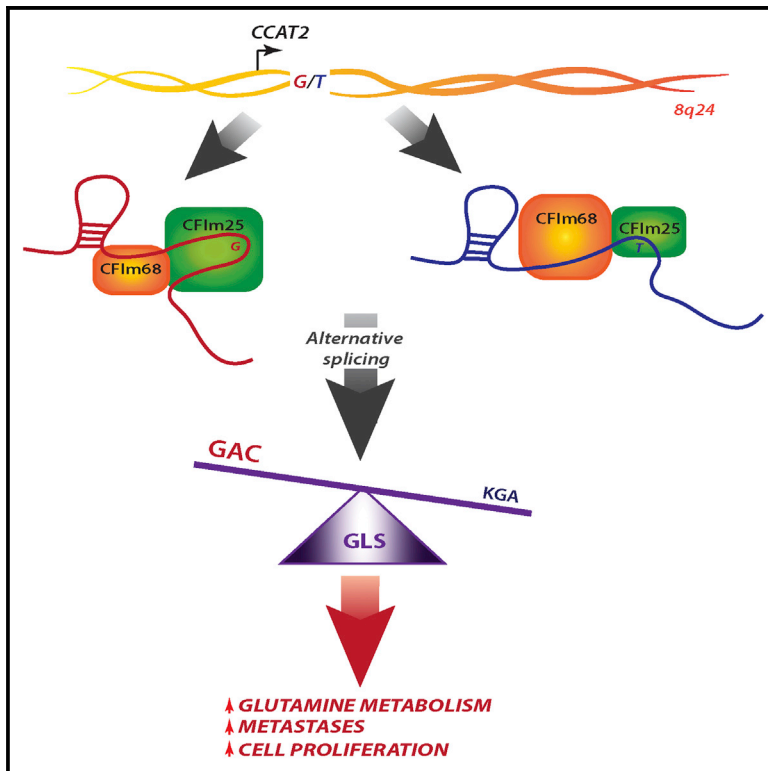 CCAT2
G/T
8q24
CFIm25
G
CFIm68
CFIm68
CFIm25
T
Alternative
splicing
GAC
KGA
GLS
GLUTAMINE METABOLISM
METASTASES
CELL PROLIFERATION